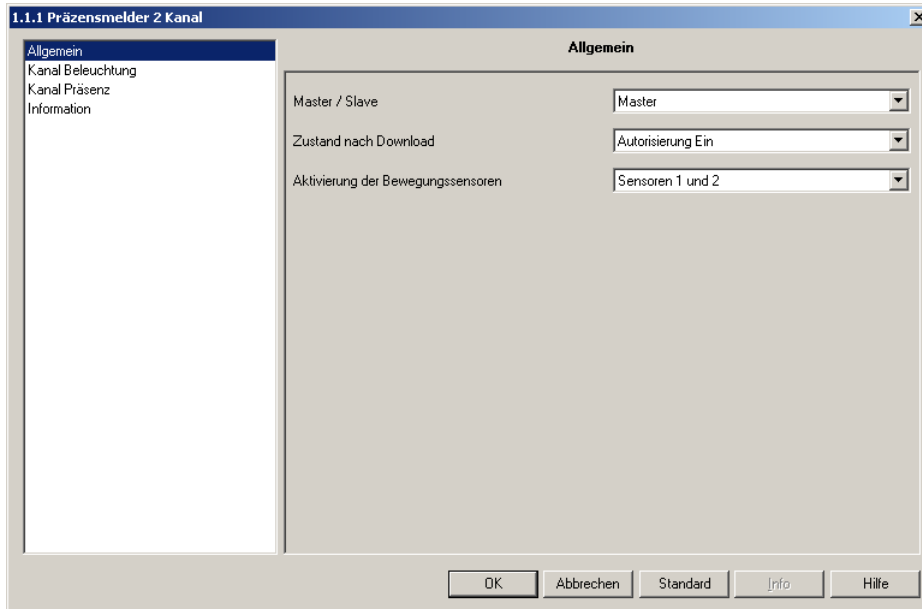 1.1.1 Präzensmelder 2 Kanal
Allgemein
Kanal Beleuchtung
Kanal Präsenz
Information
Allgemein
Master / Slave
Master
Zustand nach Download
Autorisierung Ein
Aktivierung der Bewegungssensoren
Sensoren 1 und 2
OK
Abbrechen
Standard
Info
Hilfe